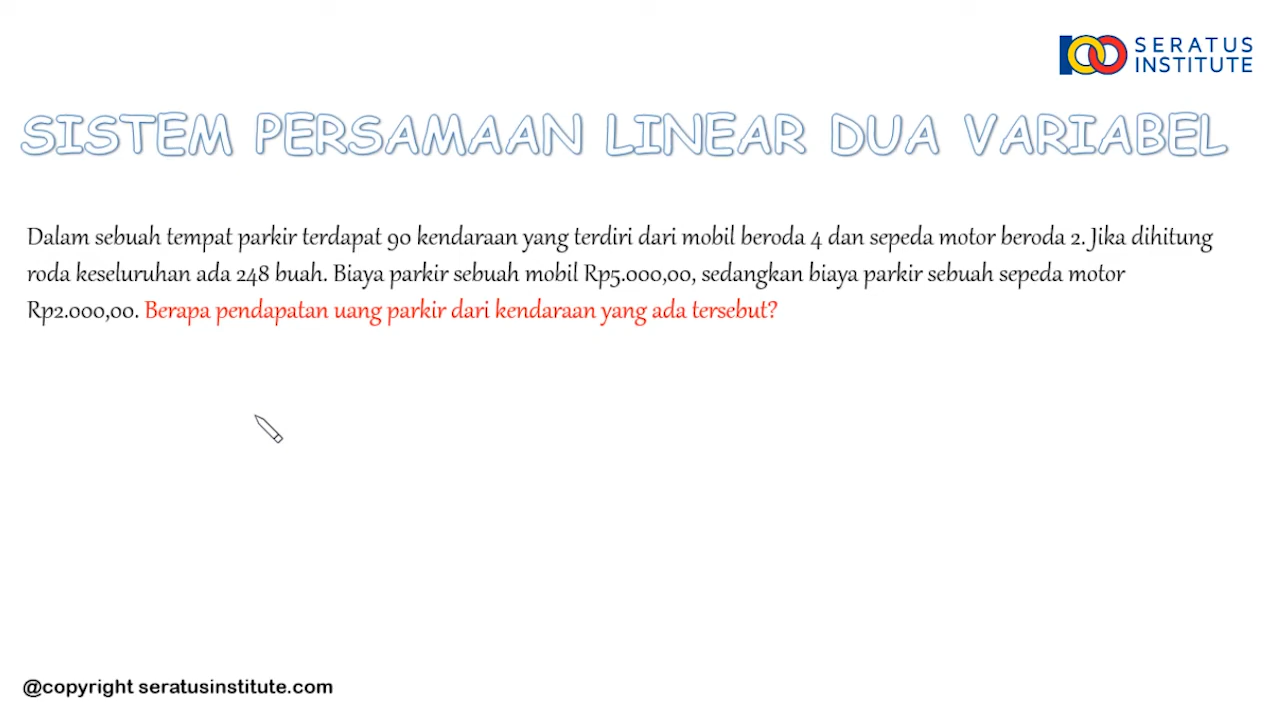 SERATUS
INSTITUTE
SISTEM PERSAMAAN LINEAR DUA VARIABEL
Dalam sebuah tempat parkir terdapat 90 kendaraan yang terdiri dari mobil beroda 4 dan sepeda motor beroda 2. Jika dihitung
roda keseluruhan ada 248 buah. Biaya parkir sebuah mobil Rp5.000,00, sedangkan biaya parkir sebuah sepeda motor
Rp2.000,00. Berapa pendapatan uang parkir dari kendaraan yang ada tersebut?
@copyright seratusinstitute.com